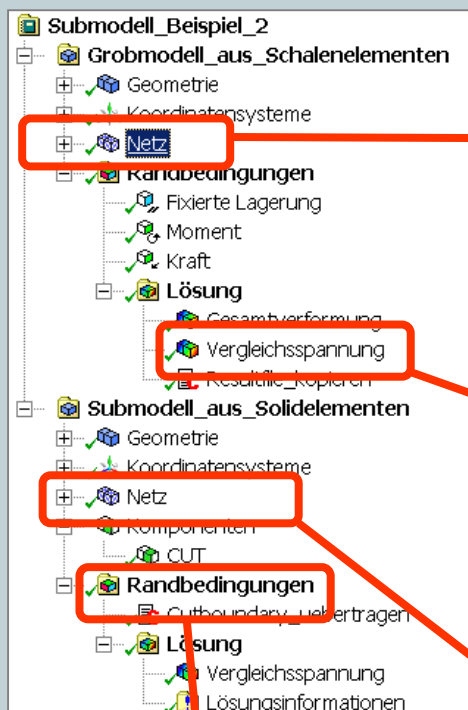 Submodell_Beispiel_2
Grobmodell_aus_Schalenelementen
Geometrie
Koordinatensysteme
Netz
Randbedingungen
Fixierte Lagerung
Moment
Kraft
Lösung
Gesamtverformung
Vergleichsspannung
Resultfile_kopieren
Submodell_aus_Solidelementen
Geometrie
Koordinatensysteme
Netz
Komponenten
CUT
Randbedingungen
Cutboundary_uebertragen
Lösung
Vergleichsspannung
Lösungsinformationen